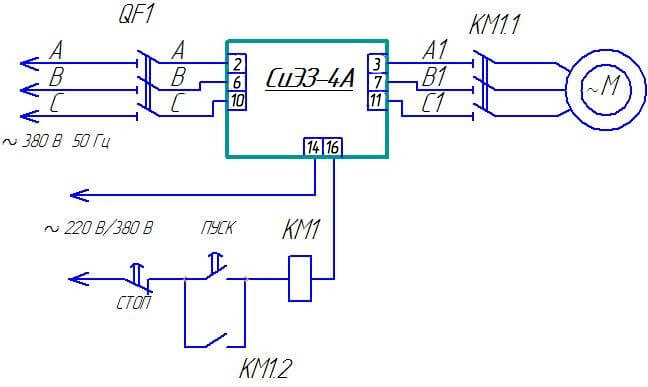 QF1
KM1.1
A A 2 СиЭЗ-4А 3 A1
B B 6 7 B1 ~M
C C 10 11 C1
~ 380 В 50 Гц
14 16
~ 220 В/380 В
ПУСК
KM1
СТОП
KM1.2